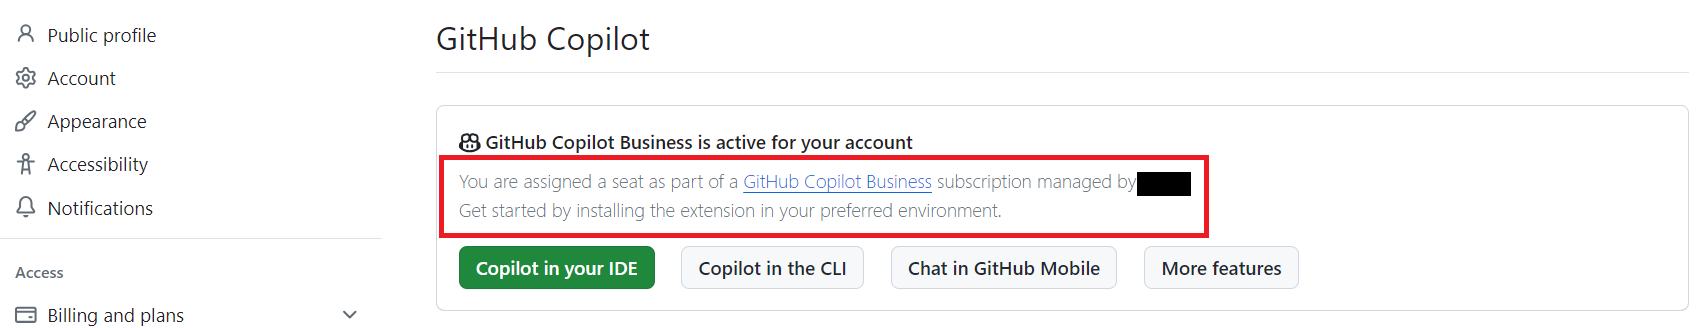 Public profile
Account
Appearance
Accessibility
Notifications
Access
Billing and plans
GitHub Copilot
GitHub Copilot Business is active for your account
You are assigned a seat as part of a GitHub Copilot Business subscription managed by
Get started by installing the extension in your preferred environment.
Copilot in your IDE
Copilot in the CLI
Chat in GitHub Mobile
More features